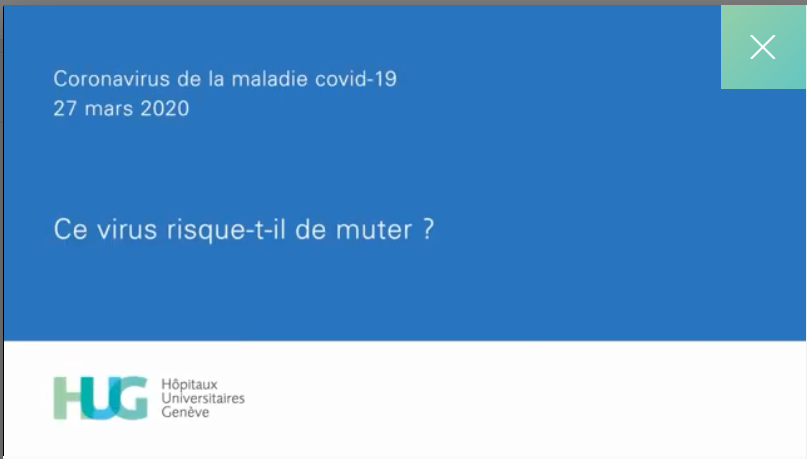 Coronavirus de la maladie covid-19
27 mars 2020
Ce virus risque-t-il de muter ?
HUG
Hôpitaux
Universitaires
Genève